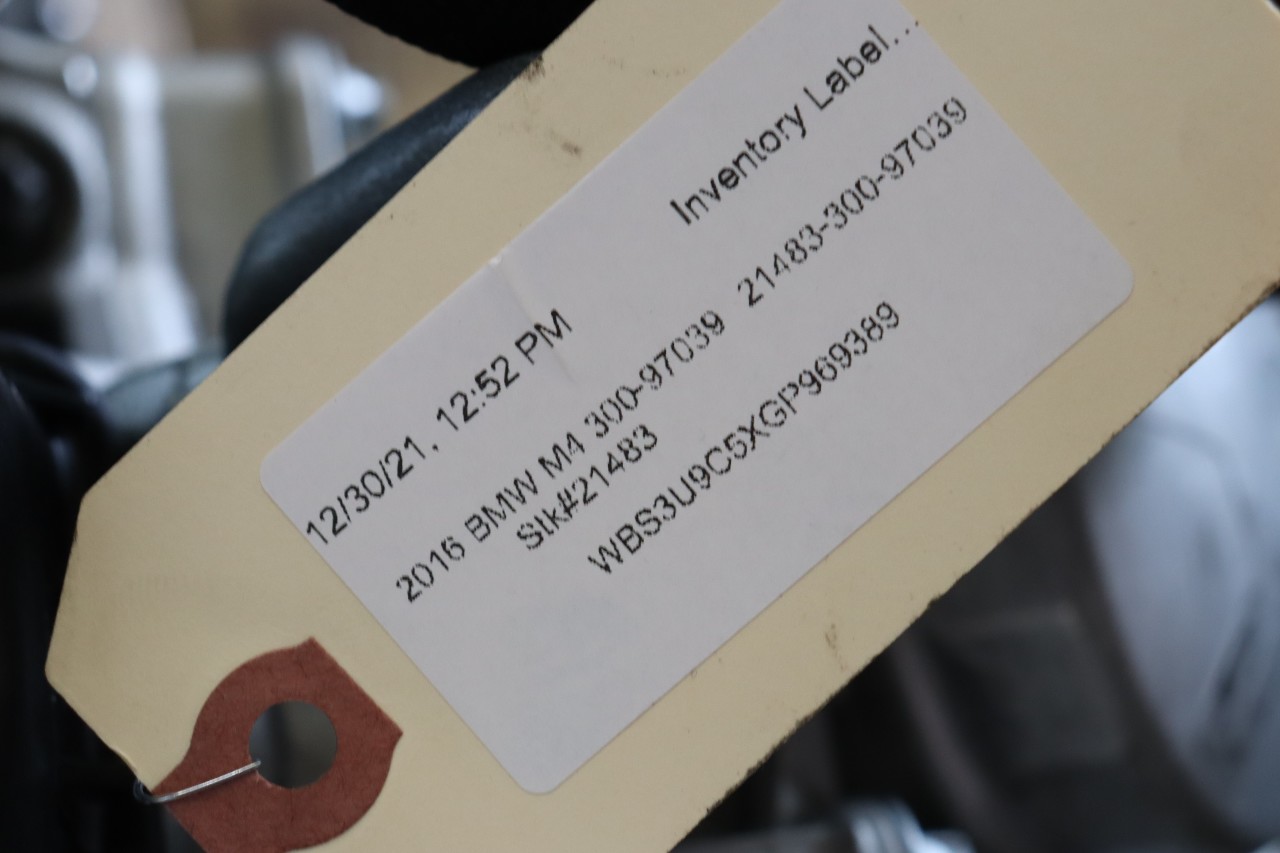 Inventory Label...
12/30/21, 12:52 PM
2016 BMW M4 300-97039 21483-300-97039
Stk#21483
WBS3U9C5XGP969389